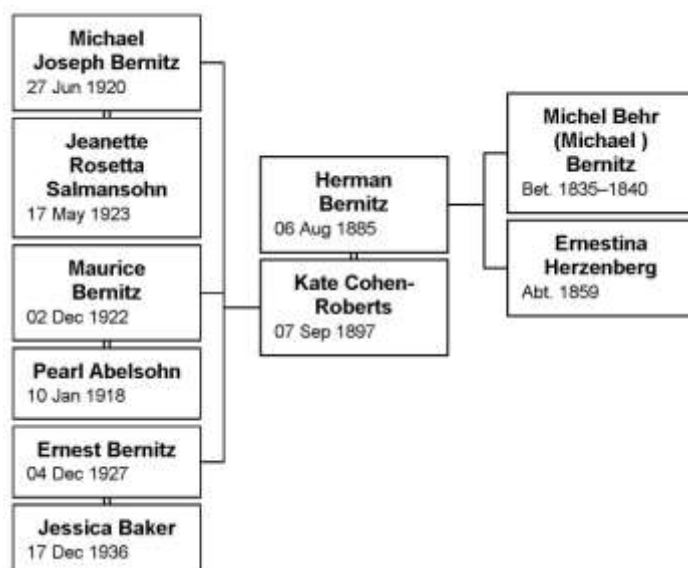 Michael
Joseph Bernitz
27 Jun 1920
Jeanette
Rosetta
Salmansohn
17 May 1923
Maurice
Bernitz
02 Dec 1922
Pearl Abelsohn
10 Jan 1918
Ernest Bernitz
04 Dec 1927
Jessica Baker
17 Dec 1936
Herman
Bernitz
06 Aug 1885
Kate Cohen-
Roberts
07 Sep 1897
Michel Behr
(Michael )
Bernitz
Bet. 1835–1840
Ernestina
Herzenberg
Abt. 1859